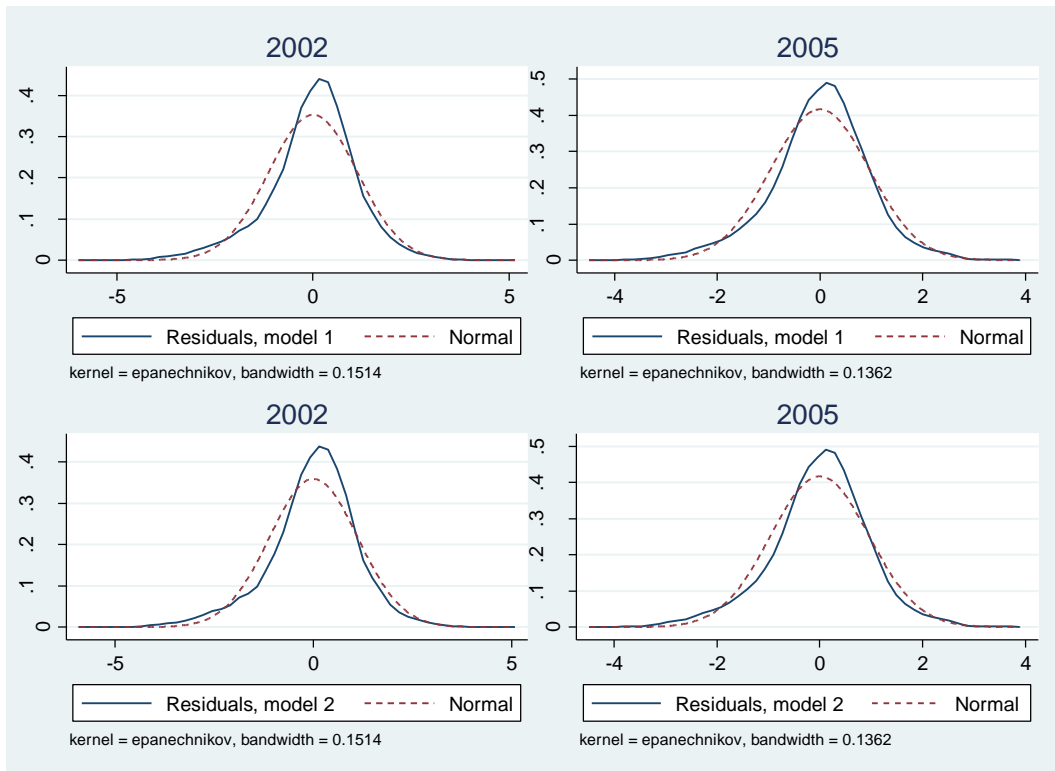 2002
.4
.3
.2
.1
0
-5 0 5
Residuals, model 1 Normal
kernel = epanechnikov, bandwidth = 0.1514
2005
.5
.4
.3
.2
.1
0
-4 -2 0 2 4
Residuals, model 1 Normal
kernel = epanechnikov, bandwidth = 0.1362
2002
.4
.3
.2
.1
0
-5 0 5
Residuals, model 2 Normal
kernel = epanechnikov, bandwidth = 0.1514
2005
.5
.4
.3
.2
.1
0
-4 -2 0 2 4
Residuals, model 2 Normal
kernel = epanechnikov, bandwidth = 0.1362